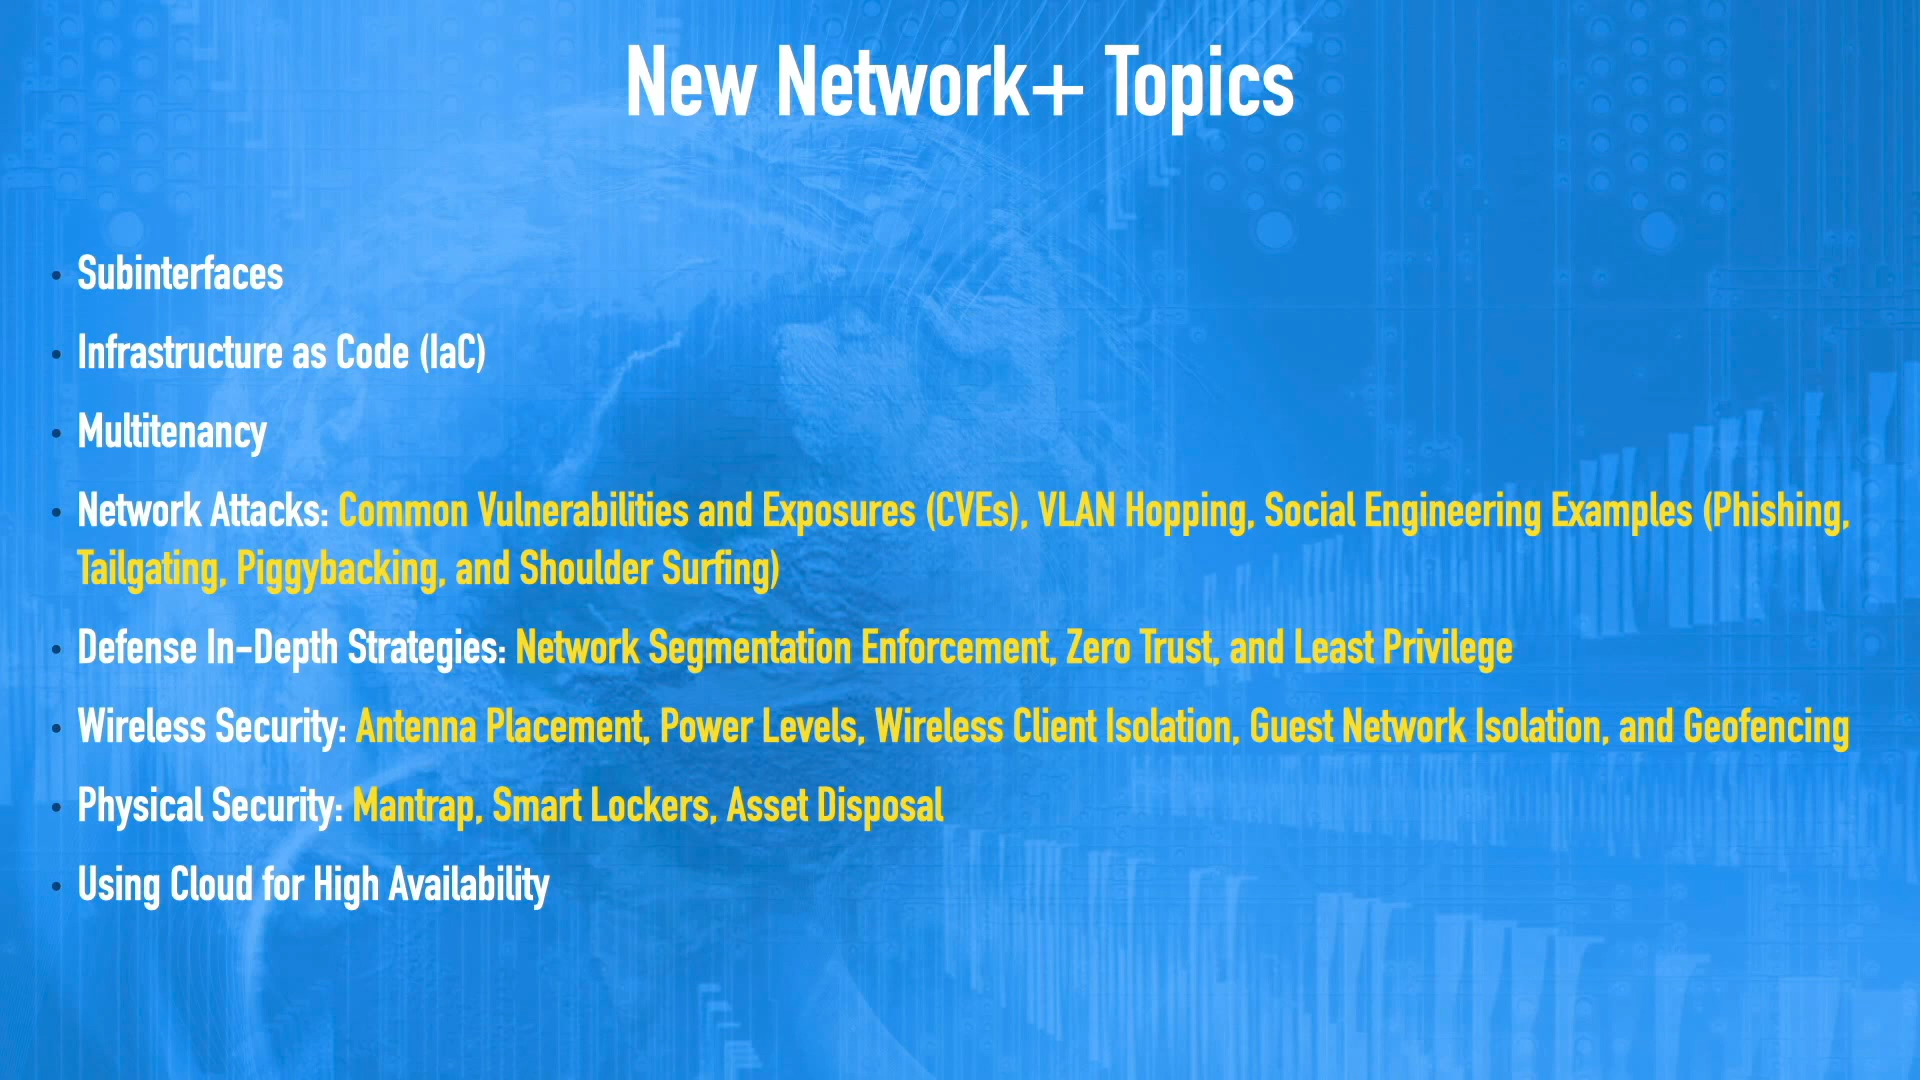 New Network+ Topics
• Subinterfaces
• Infrastructure as Code (IaC)
• Multitenancy
• Network Attacks: Common Vulnerabilities and Exposures (CVEs), VLAN Hopping, Social Engineering Examples (Phishing,
Tailgating, Piggybacking, and Shoulder Surfing)
• Defense In-Depth Strategies: Network Segmentation Enforcement, Zero Trust, and Least Privilege
• Wireless Security: Antenna Placement, Power Levels, Wireless Client Isolation, Guest Network Isolation, and Geofencing
• Physical Security: Mantrap, Smart Lockers, Asset Disposal
• Using Cloud for High Availability